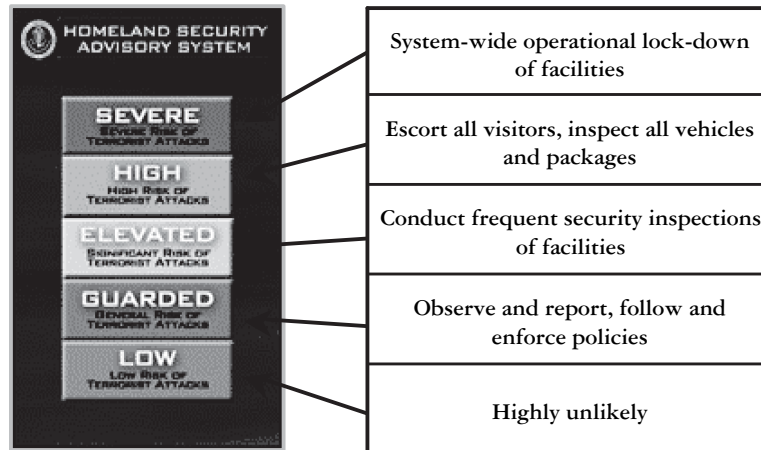 HOMELAND SECURITY
ADVISORY SYSTEM
SEVERE
SEVERE RISK OF
TERRORIST ATTACKS
HIGH
HIGH RISK OF
TERRORIST ATTACKS
ELEVATED
SIGNIFICANT RISK OF
TERRORIST ATTACKS
GUARDED
GENERAL RISK OF
TERRORIST ATTACKS
LOW
LOW RISK OF
TERRORIST ATTACKS
System-wide operational lock-down
of facilities
Escort all visitors, inspect all vehicles
and packages
Conduct frequent security inspections
of facilities
Observe and report, follow and
enforce policies
Highly unlikely